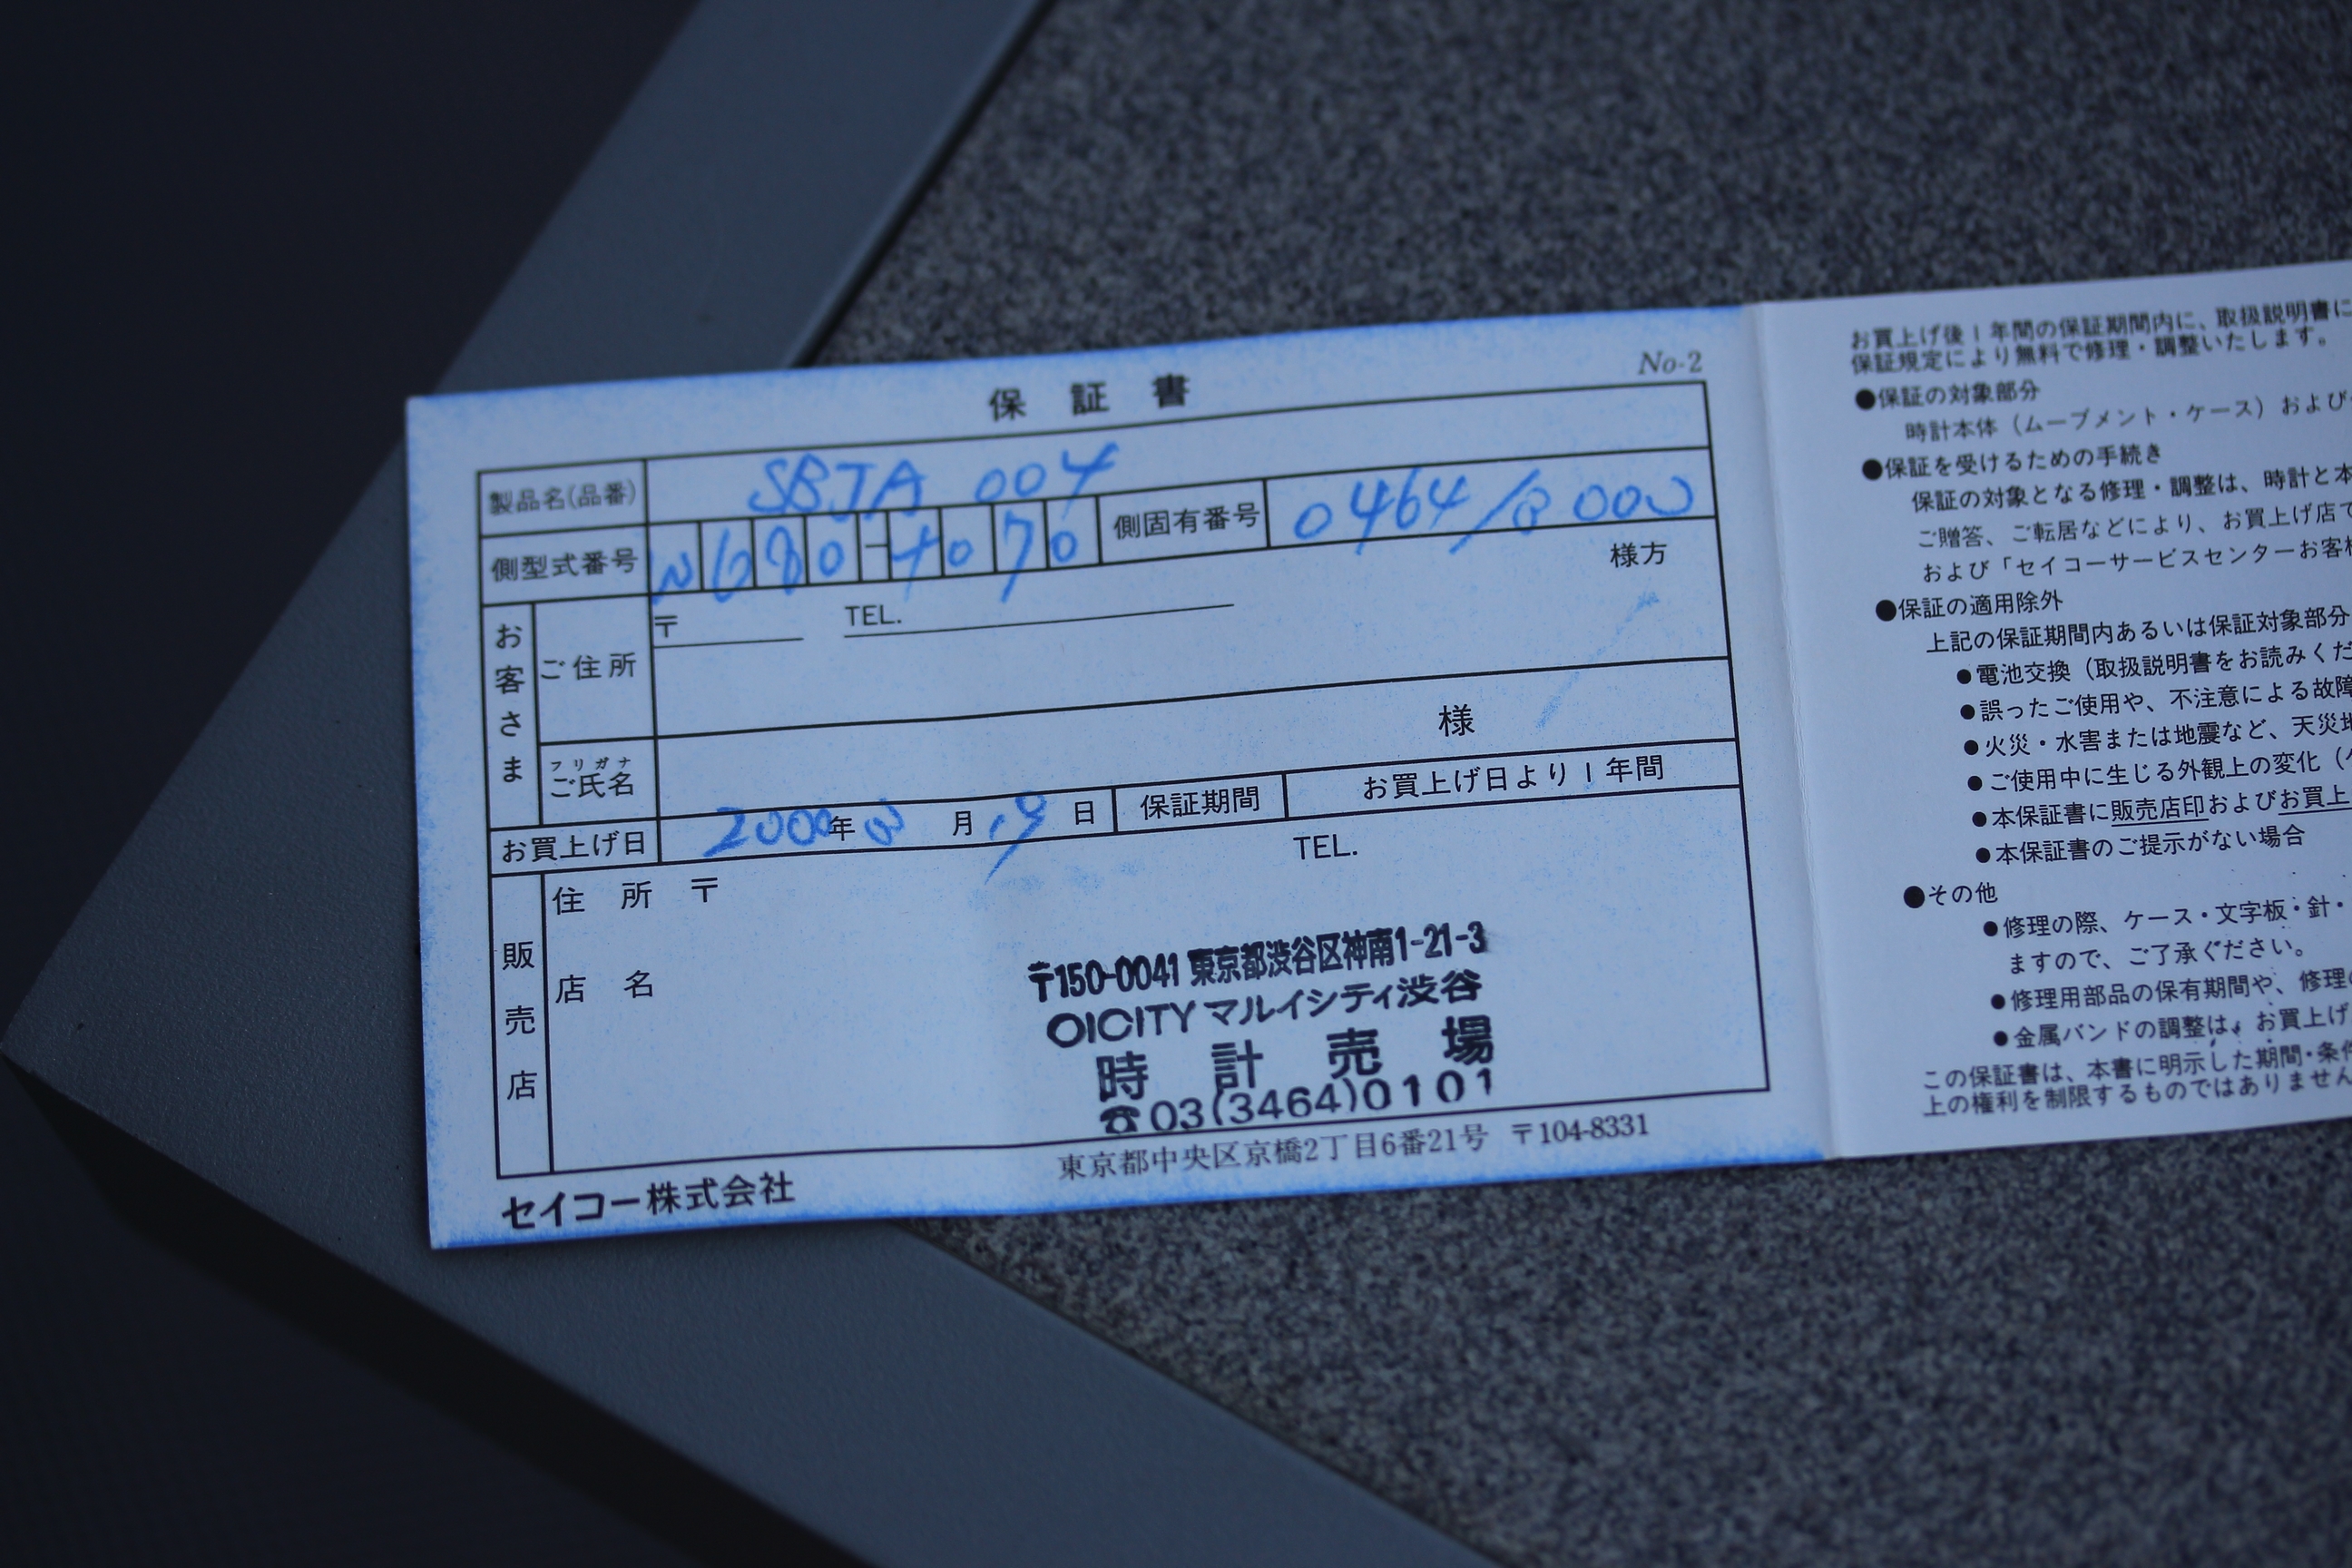 保証書
No-2
製品名(品番) SBJA 004
側型式番号 N680-4070 側固有番号
お客さま
ご住所 〒 TEL. 様方
フリガナ
ご氏名 様
お買上げ日 2000年8月19日 保証期間 お買上げ日より1年間
販売店
住所 〒 TEL.
店名
〒150-0041 東京都渋谷区神南1-21-3
OICITY マルイシティ渋谷
時計売場
☎03(3464)0101
セイコー株式会社 東京都中央区京橋2丁目6番21号 〒104-8331
お買上げ後1年間の保証期間内に、取扱説明書に
保証規定により無料で修理・調整いたします。
●保証の対象部分
時計本体（ムーブメント・ケース）および
●保証を受けるための手続き
保証の対象となる修理・調整は、時計と本
ご贈答、ご転居などにより、お買上げ店で
および「セイコーサービスセンターお客様
●保証の適用除外
上記の保証期間内あるいは保証対象部分
●電池交換（取扱説明書をお読みくだ
●誤ったご使用や、不注意による故障
●火災・水害または地震など、天災地
●ご使用中に生じる外観上の変化（
●本保証書に販売店印およびお買上
●本保証書のご提示がない場合
●その他
●修理の際、ケース・文字板・針・
ますので、ご了承ください。
●修理用部品の保有期間や、修理
●金属バンドの調整は、お買上げ
この保証書は、本書に明示した期間・条件
上の権利を制限するものではありません